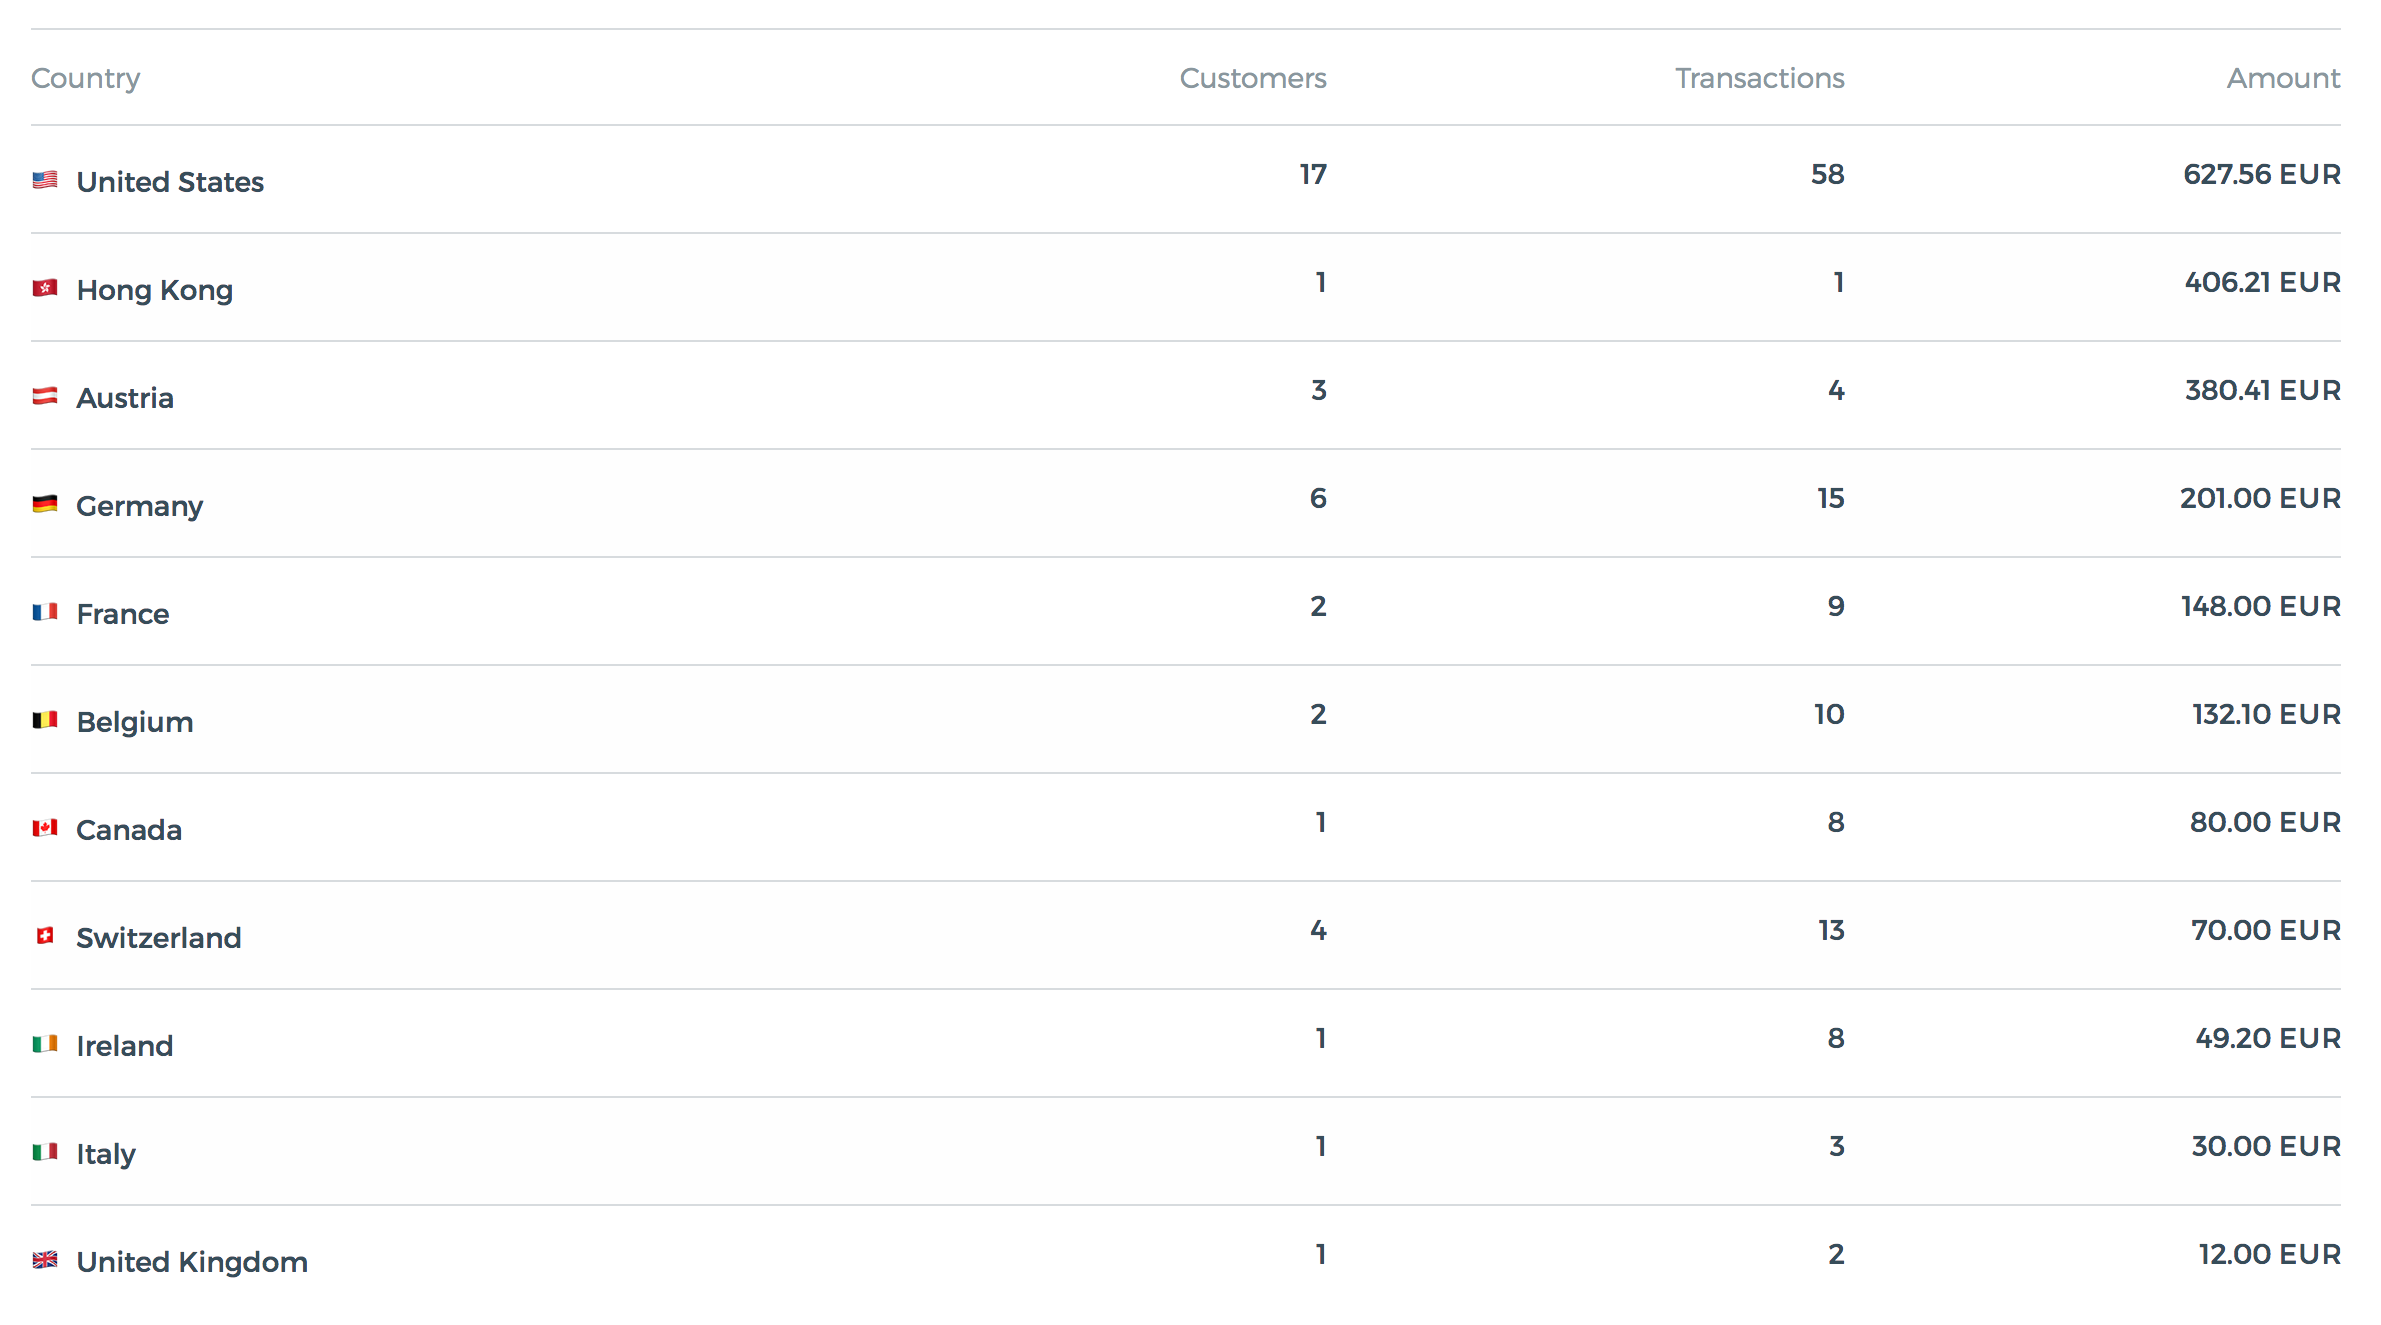 Country Customers Transactions Amount
United States 17 58 627.56 EUR
Hong Kong 1 1 406.21 EUR
Austria 3 4 380.41 EUR
Germany 6 15 201.00 EUR
France 2 9 148.00 EUR
Belgium 2 10 132.10 EUR
Canada 1 8 80.00 EUR
Switzerland 4 13 70.00 EUR
Ireland 1 8 49.20 EUR
Italy 1 3 30.00 EUR
United Kingdom 1 2 12.00 EUR